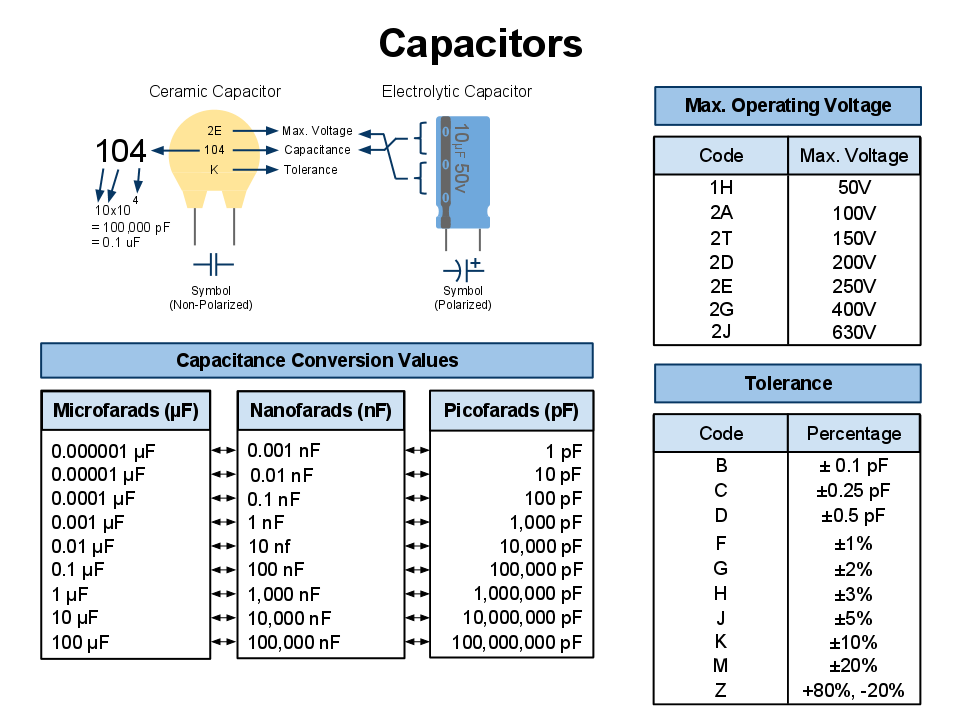 Capacitors
Ceramic Capacitor
Electrolytic Capacitor
2E
Max. Voltage
104
104
Capacitance
K
Tolerance
10x10
4
= 100,000 pF
= 0.1 uF
10µF 50v
0
0
0
+
Symbol
(Non-Polarized)
Symbol
(Polarized)
Max. Operating Voltage
Code Max. Voltage
1H 50V
2A 100V
2T 150V
2D 200V
2E 250V
2G 400V
2J 630V
Capacitance Conversion Values
Microfarads (µF) Nanofarads (nF) Picofarads (pF)
0.000001 µF 0.001 nF 1 pF
0.00001 µF 0.01 nF 10 pF
0.0001 µF 0.1 nF 100 pF
0.001 µF 1 nF 1,000 pF
0.01 µF 10 nf 10,000 pF
0.1 µF 100 nF 100,000 pF
1 µF 1,000 nF 1,000,000 pF
10 µF 10,000 nF 10,000,000 pF
100 µF 100,000 nF 100,000,000 pF
Tolerance
Code Percentage
B ± 0.1 pF
C ±0.25 pF
D ±0.5 pF
F ±1%
G ±2%
H ±3%
J ±5%
K ±10%
M ±20%
Z +80%, -20%